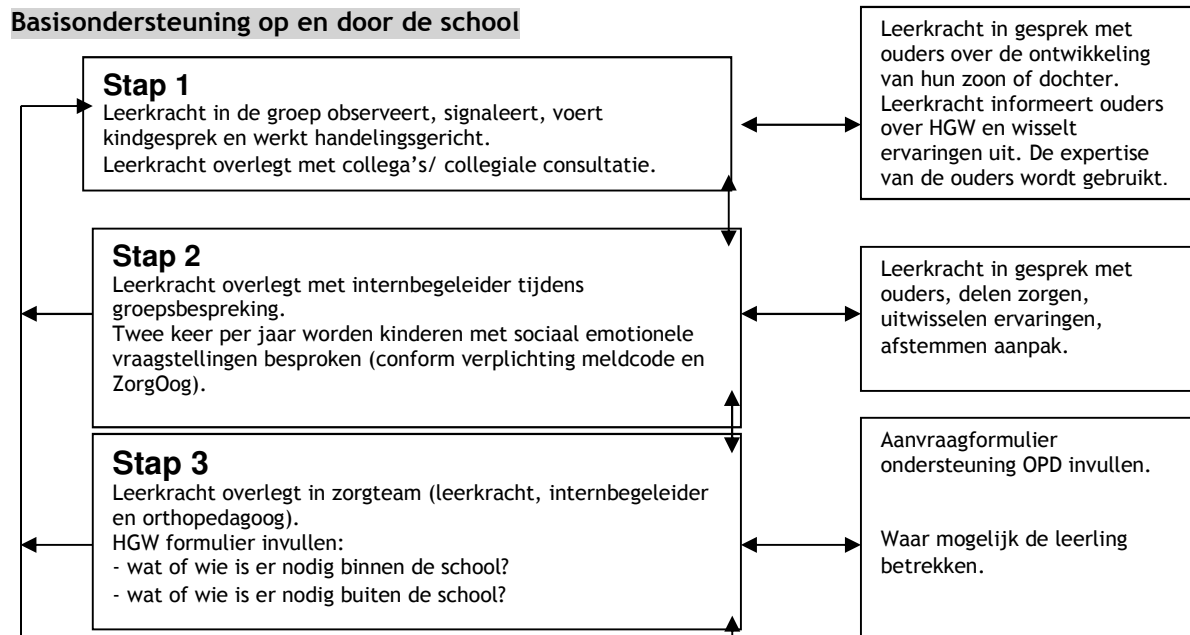 Basisondersteuning op en door de school
Stap 1
Leerkracht in de groep observeert, signaleert, voert
kindgesprek en werkt handelingsgericht.
Leerkracht overlegt met collega's/ collegiale consultatie.
Leerkracht in gesprek met
ouders over de ontwikkeling
van hun zoon of dochter.
Leerkracht informeert ouders
over HGW en wisselt
ervaringen uit. De expertise
van de ouders wordt gebruikt.
Stap 2
Leerkracht overlegt met internbegeleider tijdens
groepsbespreking.
Twee keer per jaar worden kinderen met sociaal emotionele
vraagstellingen besproken (conform verplichting meldcode en
ZorgOog).
Leerkracht in gesprek met
ouders, delen zorgen,
uitwisselen ervaringen,
afstemmen aanpak.
Stap 3
Leerkracht overlegt in zorgteam (leerkracht, internbegeleider
en orthopedagoog).
HGW formulier invullen:
- wat of wie is er nodig binnen de school?
- wat of wie is er nodig buiten de school?
Aanvraagformulier
ondersteuning OPD invullen.
Waar mogelijk de leerling
betrekken.